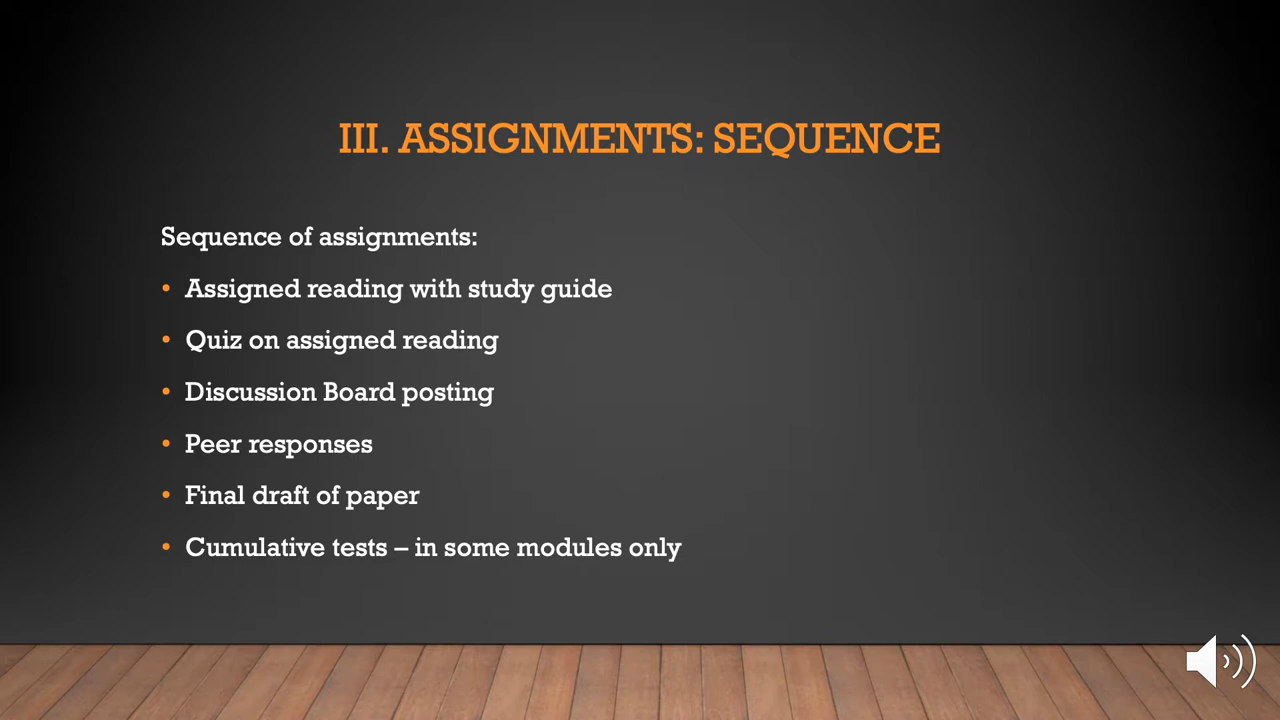 III. ASSIGNMENTS: SEQUENCE
Sequence of assignments:
• Assigned reading with study guide
• Quiz on assigned reading
• Discussion Board posting
• Peer responses
• Final draft of paper
• Cumulative tests – in some modules only